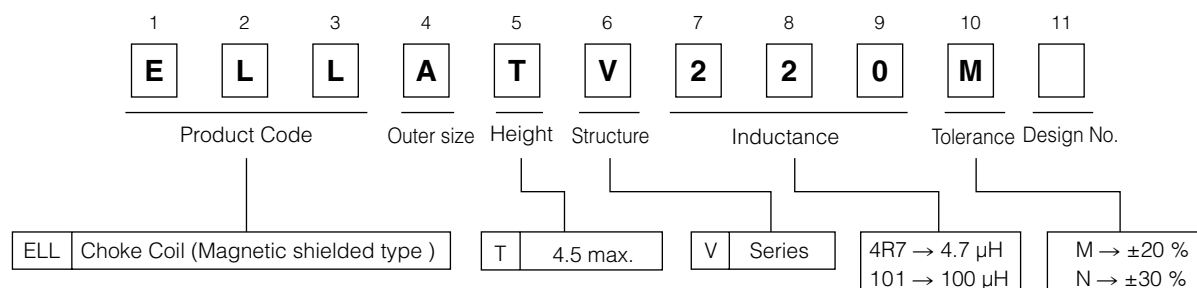 1 2 3 4 5 6 7 8 9 10 11
E L L A T V 2 2 0 M
Product Code Outer size Height Structure Inductance Tolerance Design No.
ELL Choke Coil (Magnetic shielded type ) T 4.5 max. V Series 4R7 → 4.7 μH M → ±20 %
101 → 100 μH N → ±30 %